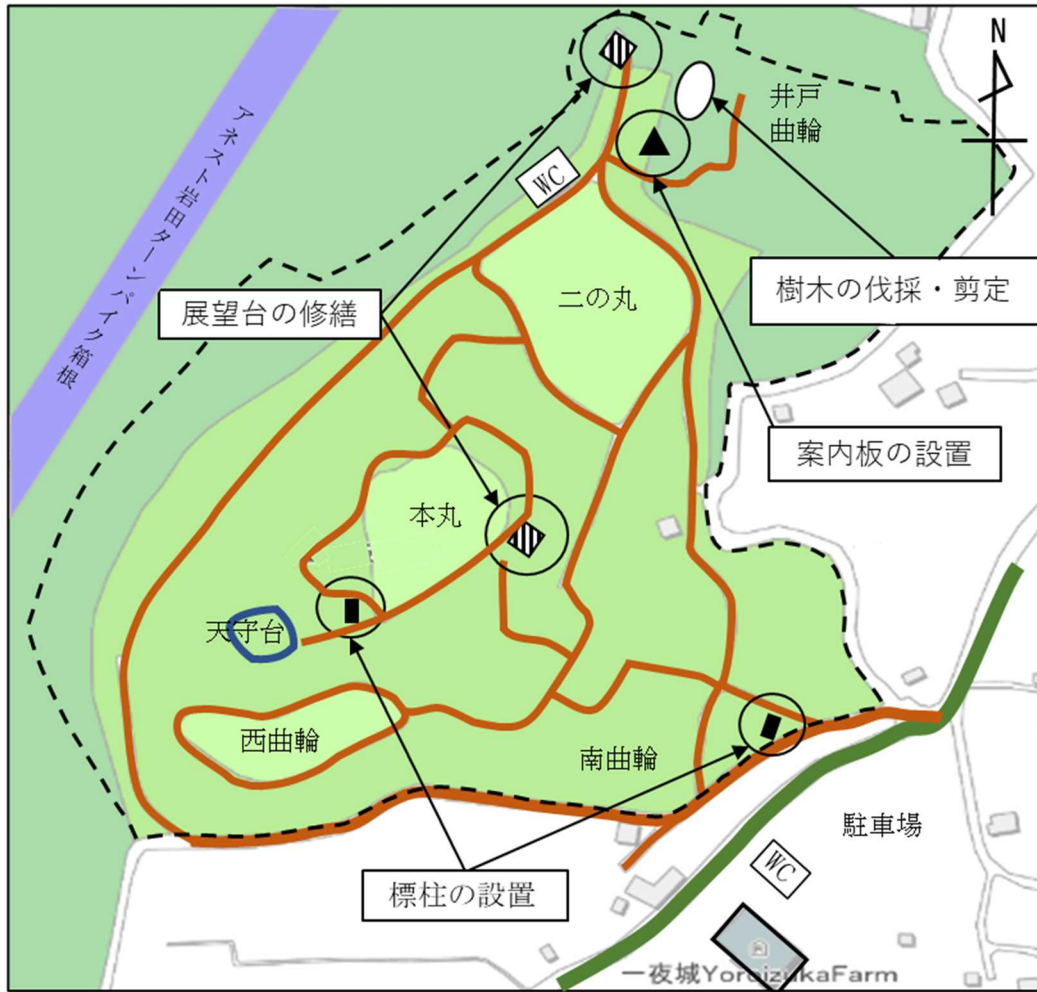 N
井戸
曲輪
アネスト岩田ターンパイク箱根
WC
樹木の伐採・剪定
二の丸
展望台の修繕
案内板の設置
本丸
天守台
西曲輪
南曲輪
駐車場
WC
標柱の設置
一夜城YoroizukaFarm